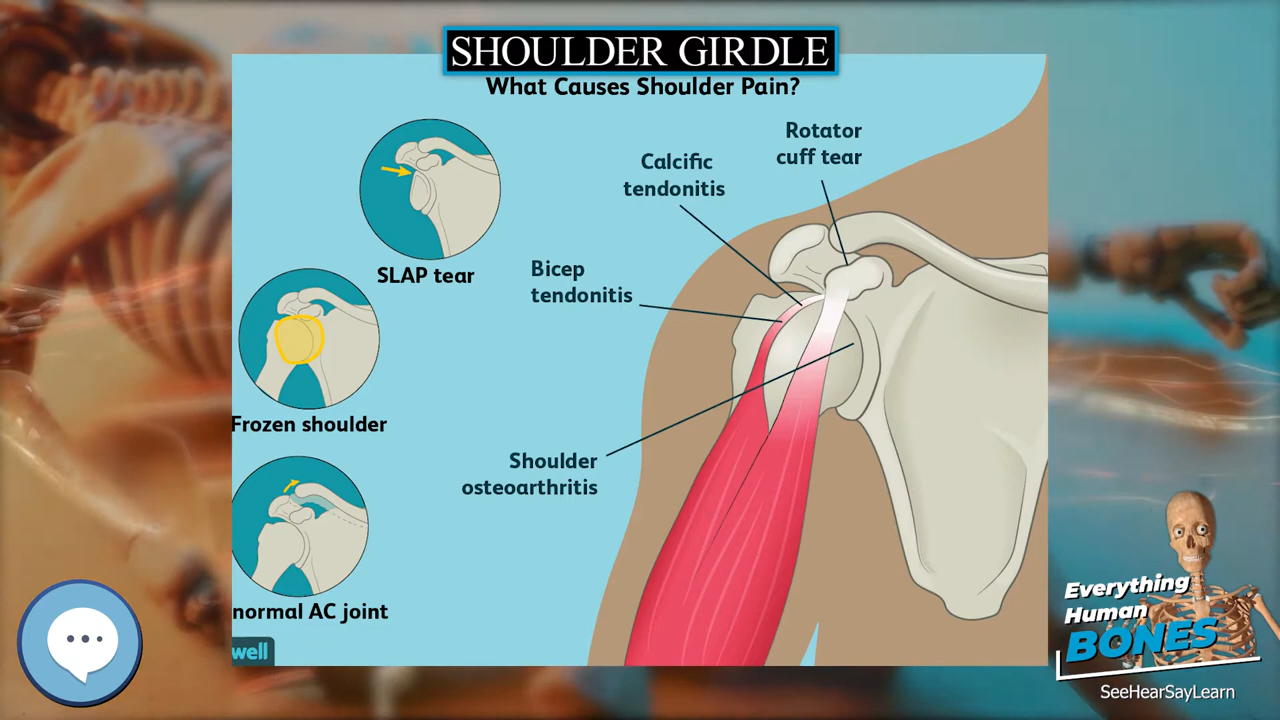 SHOULDER GIRDLE
What Causes Shoulder Pain?
Rotator
cuff tear
Calcific
tendonitis
SLAP tear
Bicep
tendonitis
Frozen shoulder
Shoulder
osteoarthritis
normal AC joint
well
Everything
Human
BONES
SeeHearSayLearn